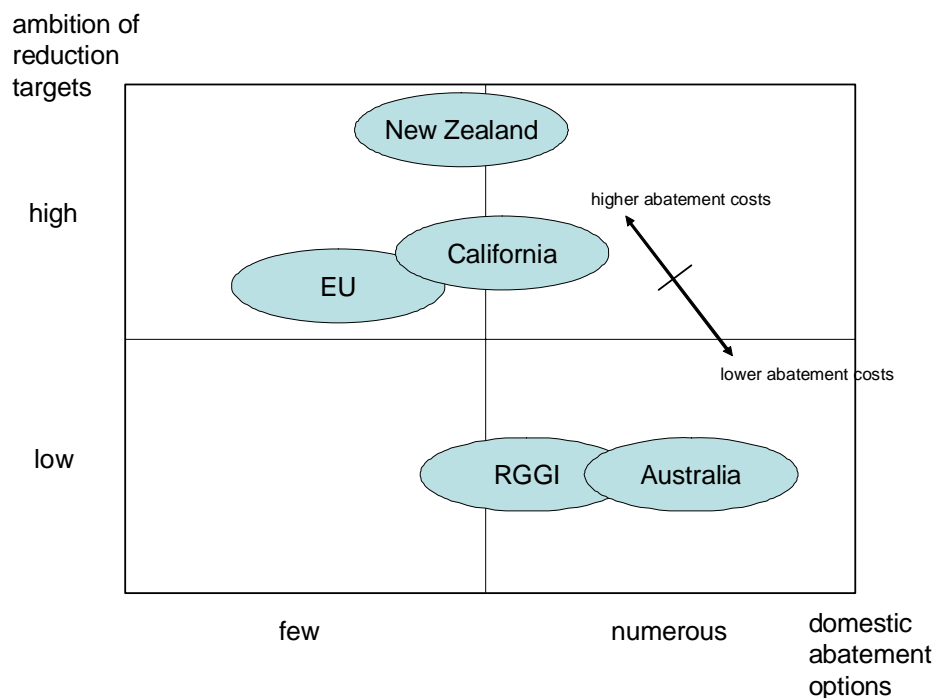 ambition of
reduction
targets
New Zealand
higher abatement costs
high
California
EU
lower abatement costs
low
RGGI
Australia
few
numerous
domestic
abatement
options